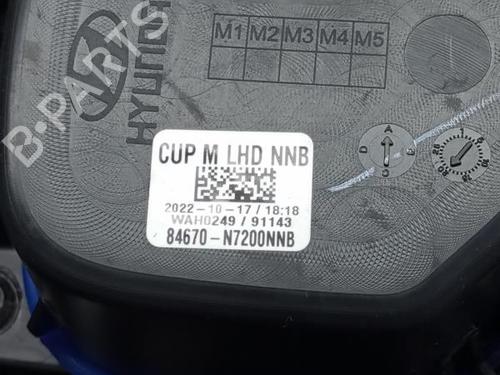 HYUNDAI
M1 M2 M3 M4 M5
B-PARTS
CUP M LHD NNB
2022-10-17 / 18:18
WAH0249 / 91143
84670-N7200NNB
A
D